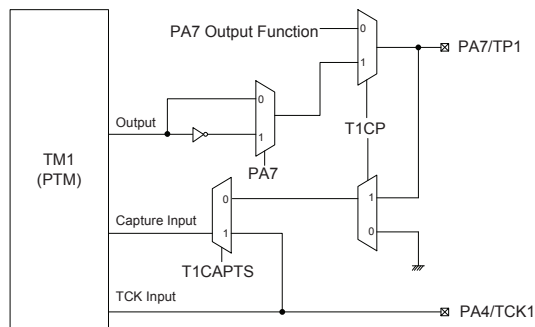 PA7 Output Function
0
1
PA7/TP1
Output
0
1
T1CP
TM1
(PTM)
PA7
Capture Input
0
1
1
0
T1CAPTS
TCK Input
PA4/TCK1